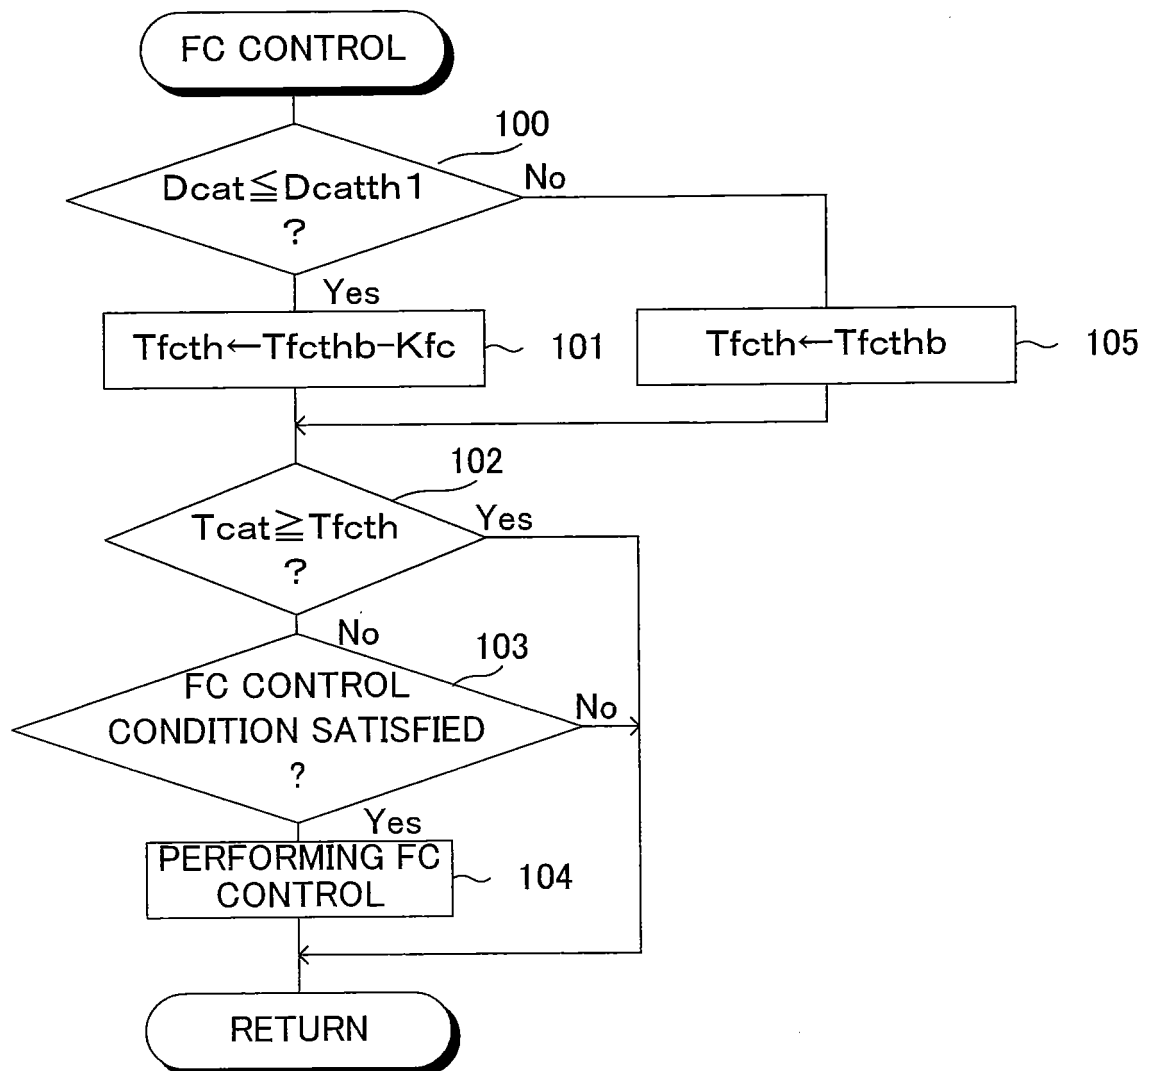 FC CONTROL
100
Dcat≦Dcatth1
?
No
Yes
Tfcth←Tfcthb-Kfc
101
Tfcth←Tfcthb
105
102
Tcat≧Tfcth
?
Yes
No
103
FC CONTROL
CONDITION SATISFIED
?
No
Yes
PERFORMING FC
CONTROL
104
RETURN